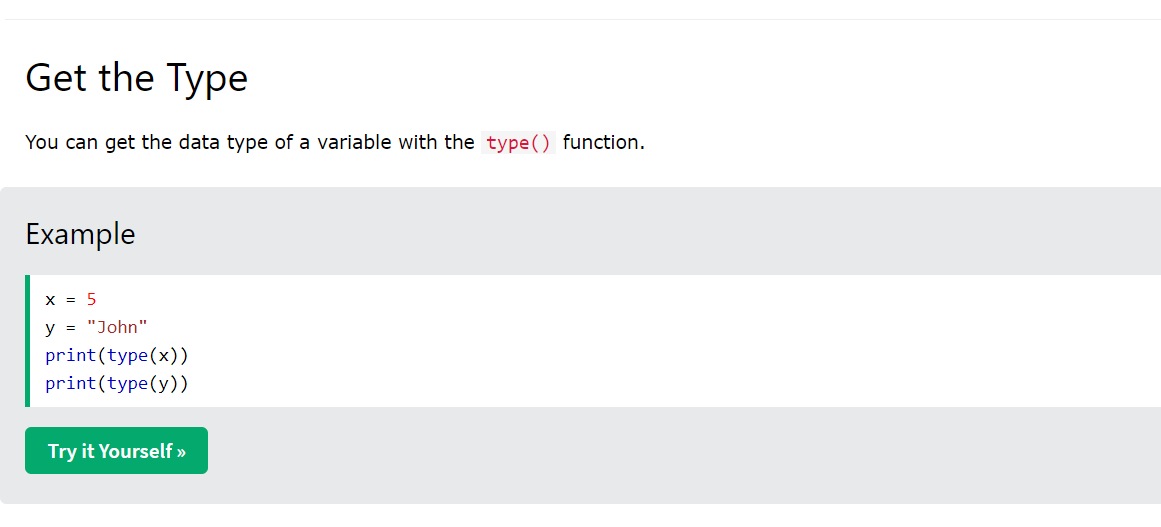 Get the Type
You can get the data type of a variable with the type() function.
Example
x = 5
y = "John"
print(type(x))
print(type(y))
Try it Yourself »